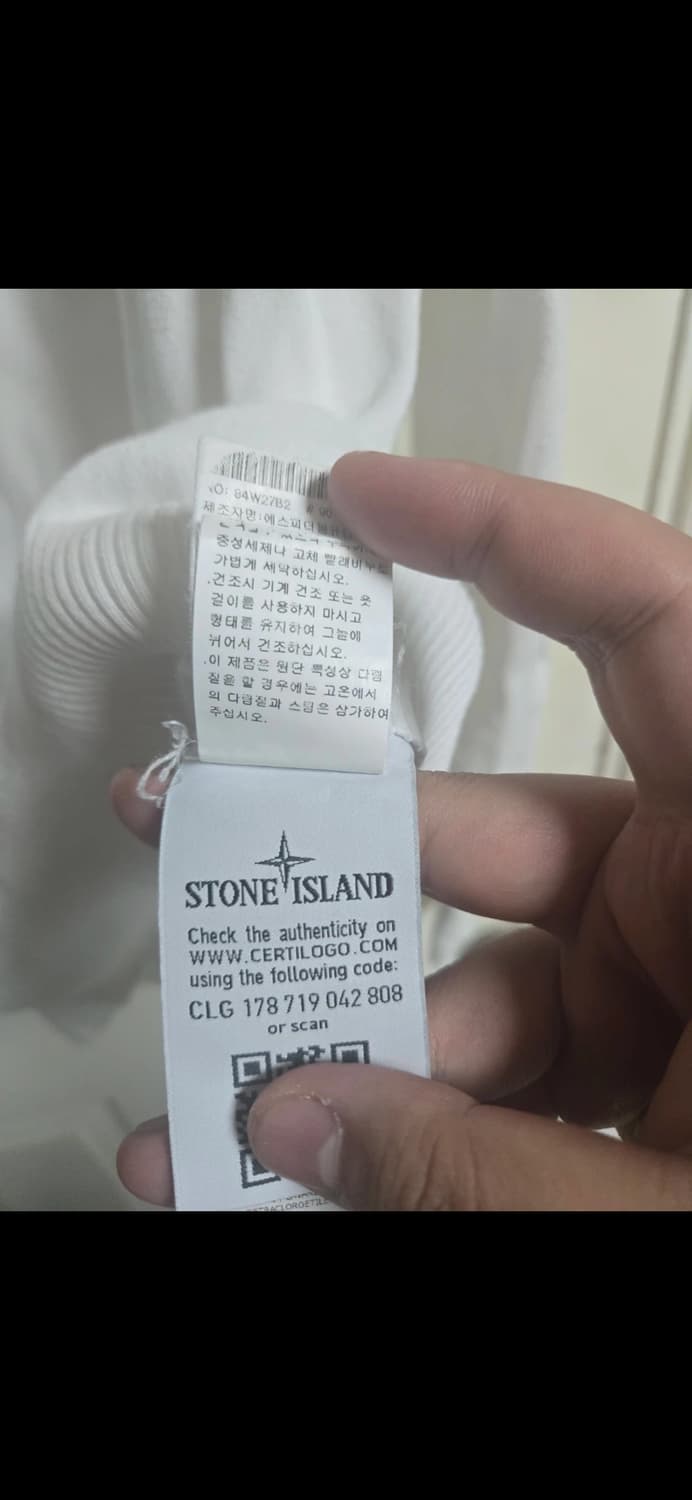 NO: 94W27B2 # 96
제조자명:에스피더블유
중성세제나 고체 빨래비누로
가볍게 세탁하십시오.
.건조시 기계 건조 또는 옷
걸이를 사용하지 마시고
형태를 유지하여 그늘에
뉘어서 건조하십시오.
.이 제품은 원단 특성상 다림
질을 할 경우에는 고온에서
의 다림질과 스팀은 삼가하여
주십시오.
STONE ISLAND
Check the authenticity on
WWW.CERTILOGO.COM
using the following code:
CLG 178 719 042 808
or scan